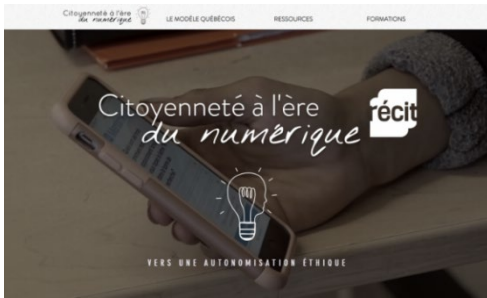 Citoyenneté à l'ère
du numérique
LE MODÈLE QUÉBÉCOIS
RESSOURCES
FORMATIONS
Citoyenneté à l'ère
du numérique
récit
VERS UNE AUTONOMISATION ÉTHIQUE